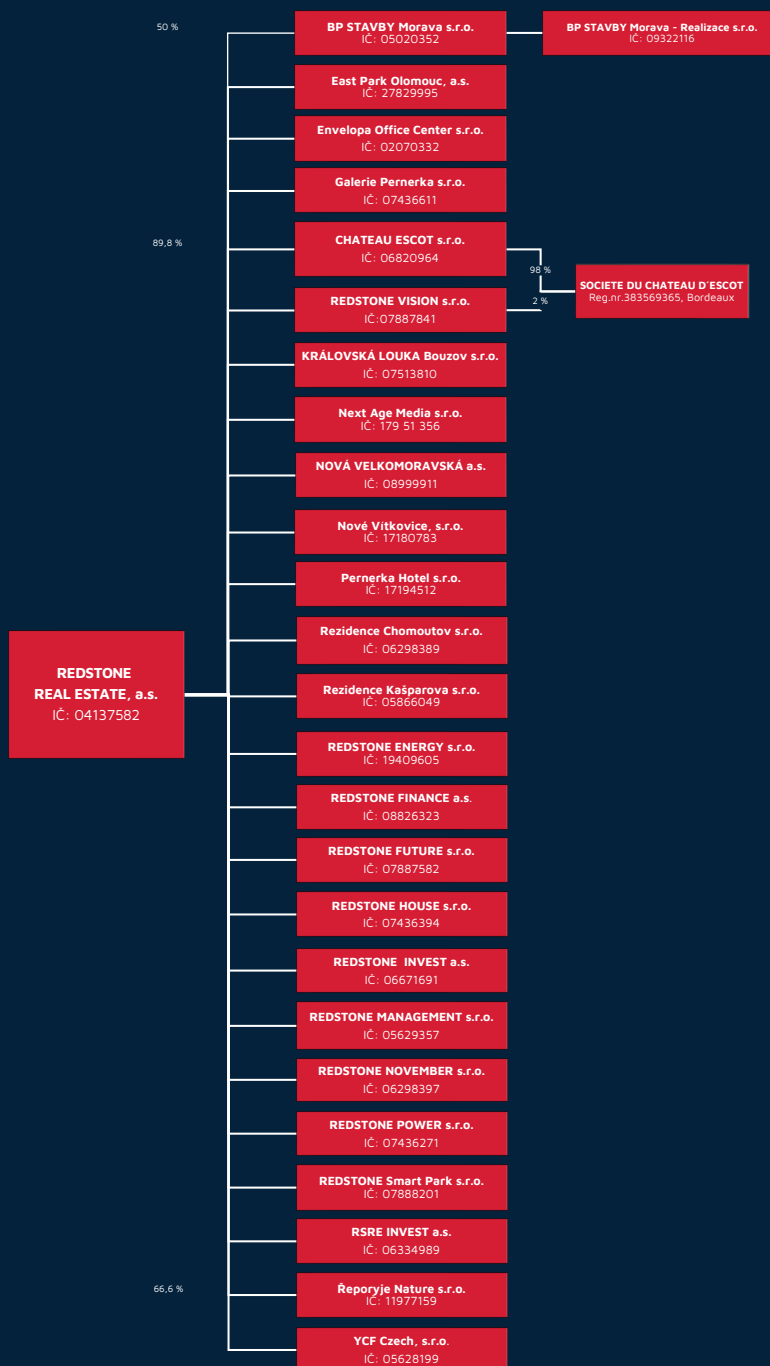 50 %
BP STAVBY Morava s.r.o.
IČ: 05020352
BP STAVBY Morava - Realizace s.r.o.
IČ: 09322116
East Park Olomouc, a.s.
IČ: 27829995
Envelopa Office Center s.r.o.
IČ: 02070332
Galerie Pernerka s.r.o.
IČ: 07436611
89,8 %
CHATEAU ESCOT s.r.o.
IČ: 06820964
98 %
SOCIETE DU CHATEAU D'ESCOT
Reg.nr.383569365, Bordeaux
2 %
REDSTONE VISION s.r.o.
IČ:07887841
KRÁLOVSKÁ LOUKA Bouzov s.r.o.
IČ: 07513810
Next Age Media s.r.o.
IČ: 179 51 356
NOVÁ VELKOMORAVSKÁ a.s.
IČ: 08999911
Nové Vítkovice, s.r.o.
IČ: 17180783
Pernerka Hotel s.r.o.
IČ: 17194512
Rezidence Chomoutov s.r.o.
IČ: 06298389
REDSTONE
REAL ESTATE, a.s.
IČ: 04137582
Rezidence Kašparova s.r.o.
IČ: 05866049
REDSTONE ENERGY s.r.o.
IČ: 19409605
REDSTONE FINANCE a.s.
IČ: 08826323
REDSTONE FUTURE s.r.o.
IČ: 07887582
REDSTONE HOUSE s.r.o.
IČ: 07436394
REDSTONE INVEST a.s.
IČ: 06671691
REDSTONE MANAGEMENT s.r.o.
IČ: 05629357
REDSTONE NOVEMBER s.r.o.
IČ: 06298397
REDSTONE POWER s.r.o.
IČ: 07436271
REDSTONE Smart Park s.r.o.
IČ: 07888201
RSRE INVEST a.s.
IČ: 06334989
66,6 %
Řeporyje Nature s.r.o.
IČ: 11977159
YCF Czech, s.r.o.
IČ: 05628199